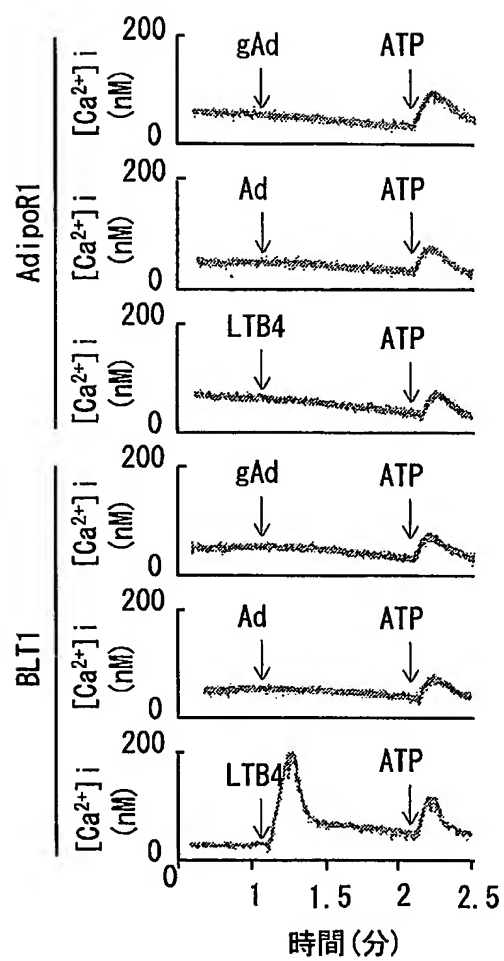 AdipoR1
200
[Ca²⁺]i
(nM)
0
gAd
ATP
200
[Ca²⁺]i
(nM)
0
Ad
ATP
200
[Ca²⁺]i
(nM)
0
LTB4
ATP
BLT1
200
[Ca²⁺]i
(nM)
0
gAd
ATP
200
[Ca²⁺]i
(nM)
0
Ad
ATP
200
[Ca²⁺]i
(nM)
0
LTB4
ATP
0 1 1.5 2 2.5
時間(分)